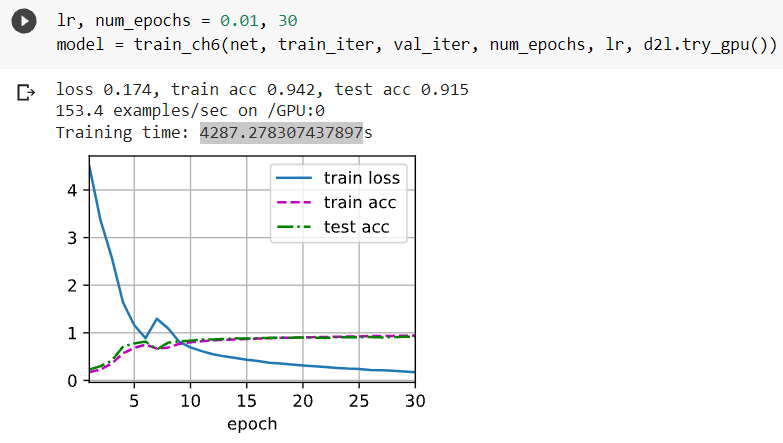 lr, num_epochs = 0.01, 30
model = train_ch6(net, train_iter, val_iter, num_epochs, lr, d2l.try_gpu())
loss 0.174, train acc 0.942, test acc 0.915
153.4 examples/sec on /GPU:0
Training time: 4287.278307437897s
train loss
train acc
test acc
4
3
2
1
0
5 10 15 20 25 30
epoch